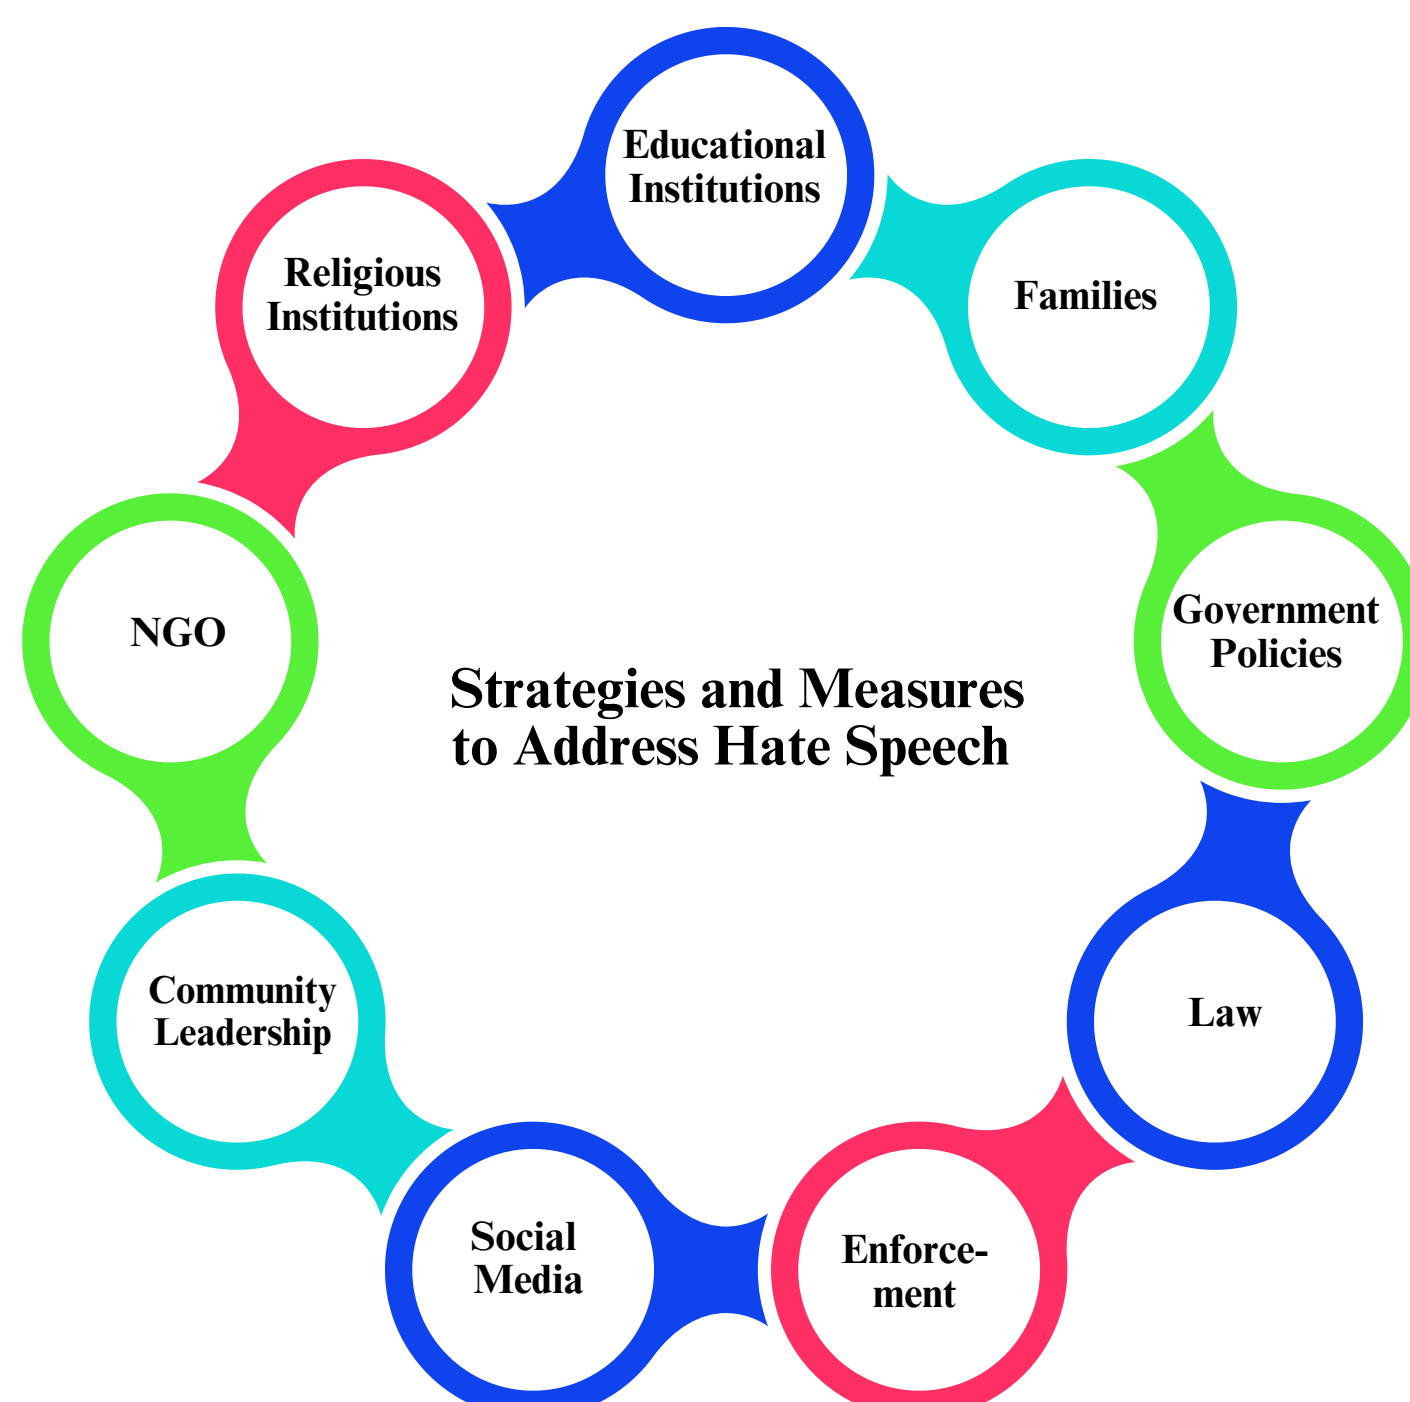 Educational
Institutions
Religious
Institutions
Families
Government
Policies
NGO
Strategies and Measures
to Address Hate Speech
Community
Leadership
Law
Social
Media
Enforce-
ment